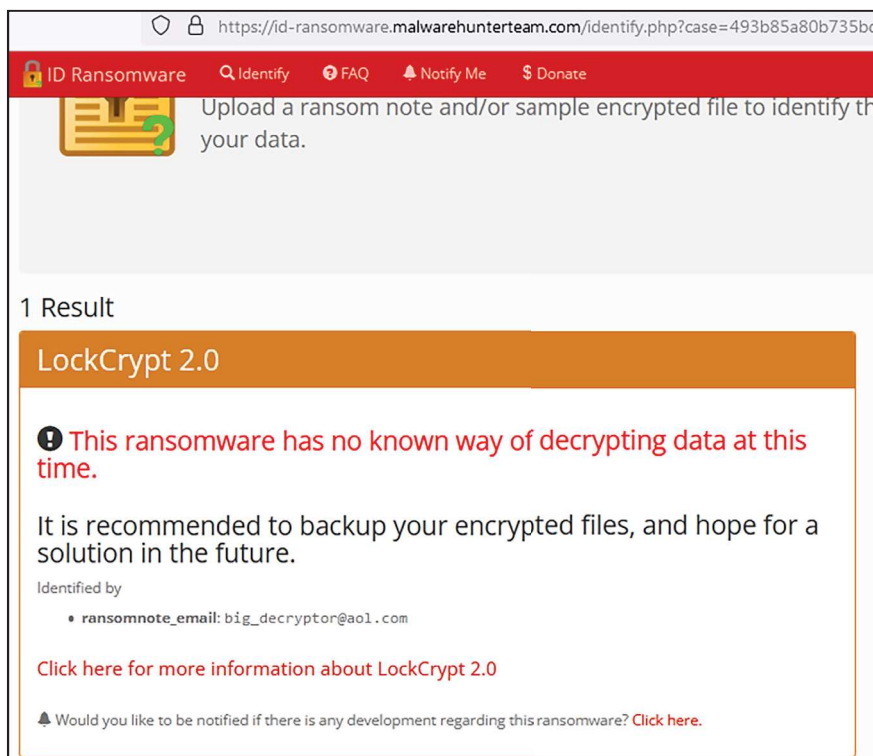 https://id-ransomware.malwarehunterteam.com/identify.php?case=493b85a80b735b
ID Ransomware Identify FAQ Notify Me $ Donate
Upload a ransom note and/or sample encrypted file to identify th
your data.
1 Result
LockCrypt 2.0
This ransomware has no known way of decrypting data at this
time.
It is recommended to backup your encrypted files, and hope for a
solution in the future.
Identified by
• ransomnote_email: big_decryptor@aol.com
Click here for more information about LockCrypt 2.0
Would you like to be notified if there is any development regarding this ransomware? Click here.